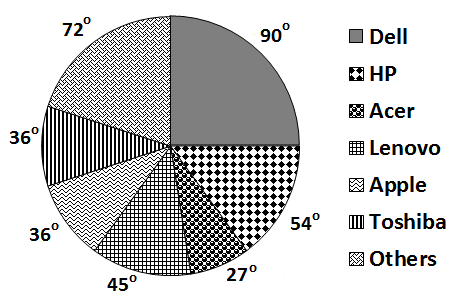 72°
90°
36°
36°
45°
27°
54°
Dell
HP
Acer
Lenovo
Apple
Toshiba
Others